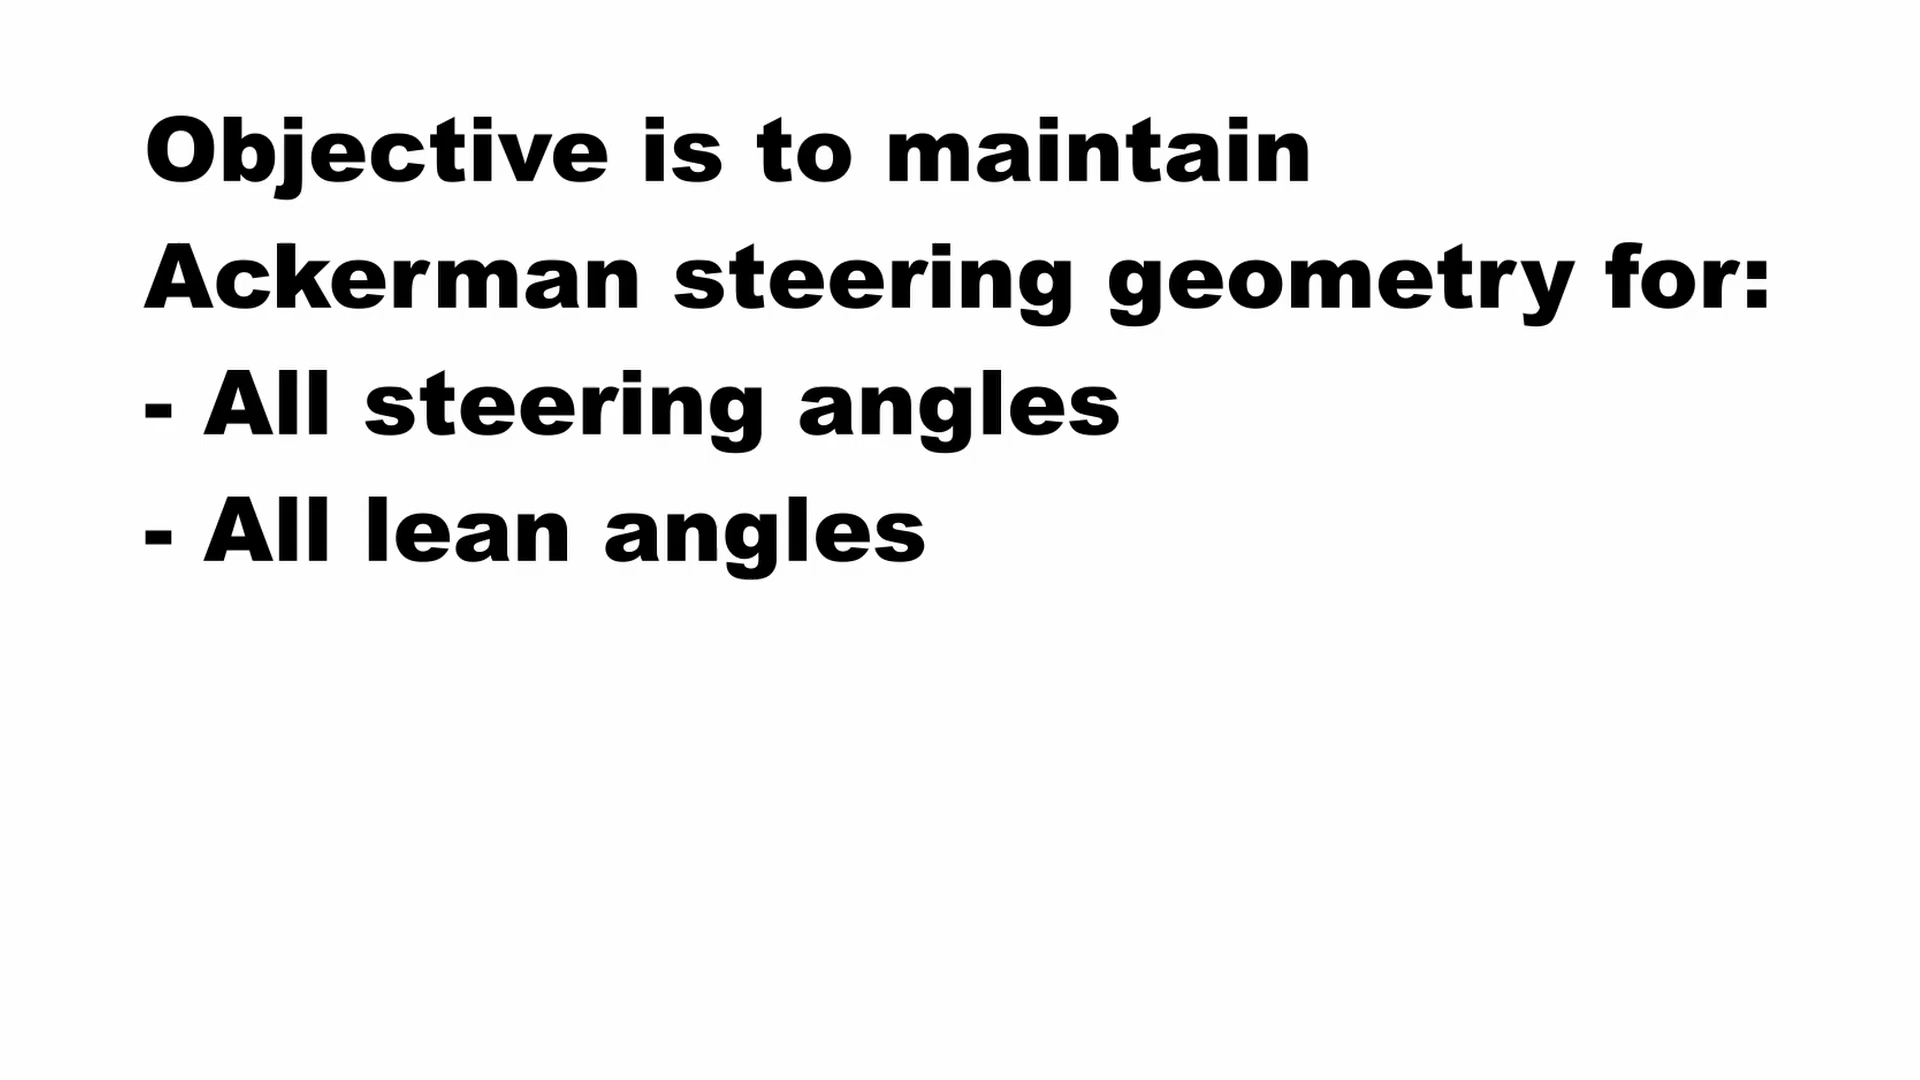 Objective is to maintain
Ackerman steering geometry for:
- All steering angles
- All lean angles